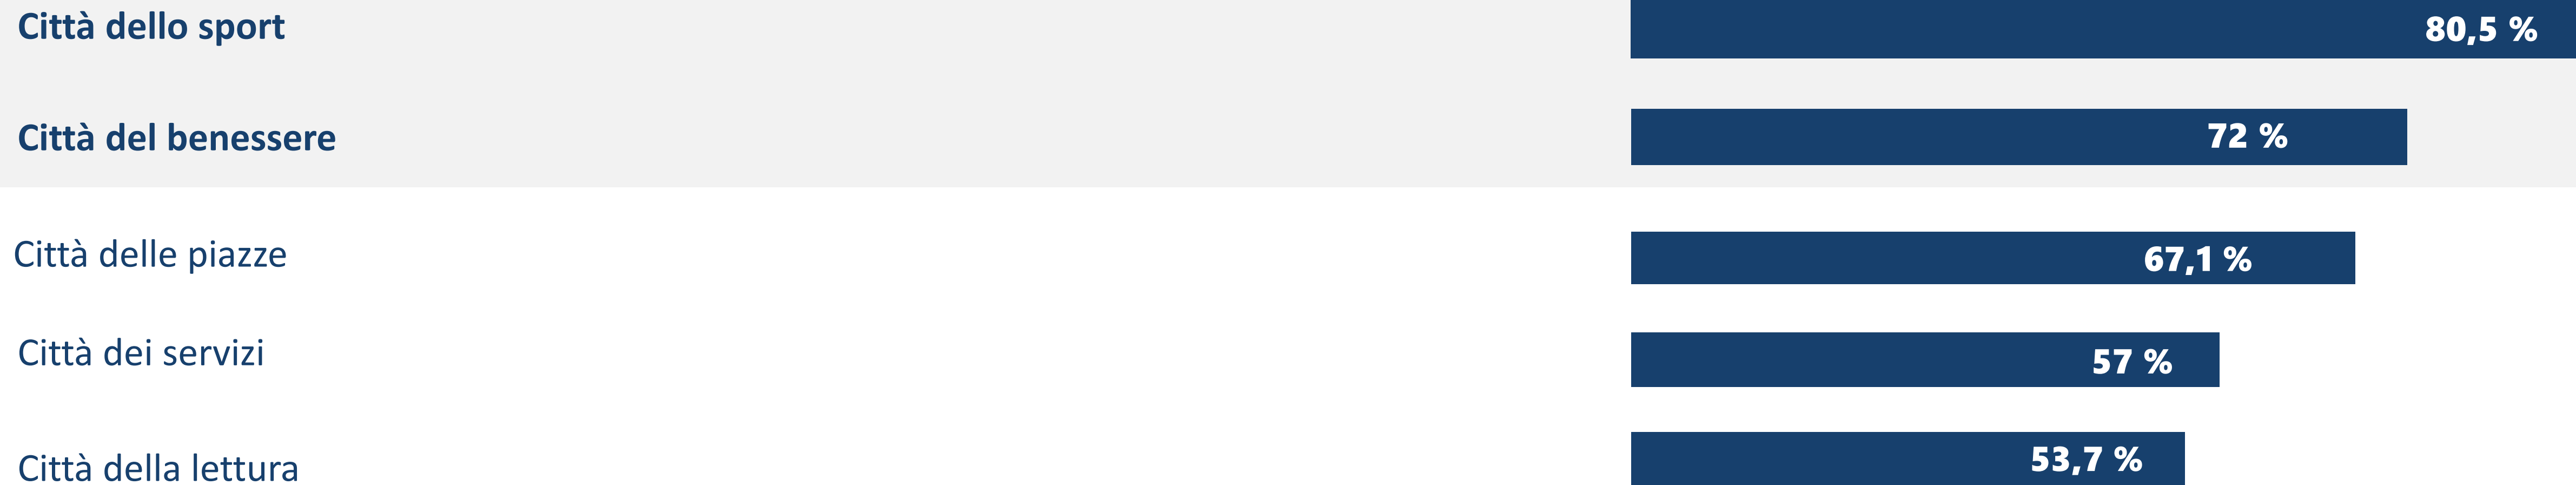 Città dello sport 80,5 %
Città del benessere 72 %
Città delle piazze 67,1 %
Città dei servizi 57 %
Città della lettura 53,7 %